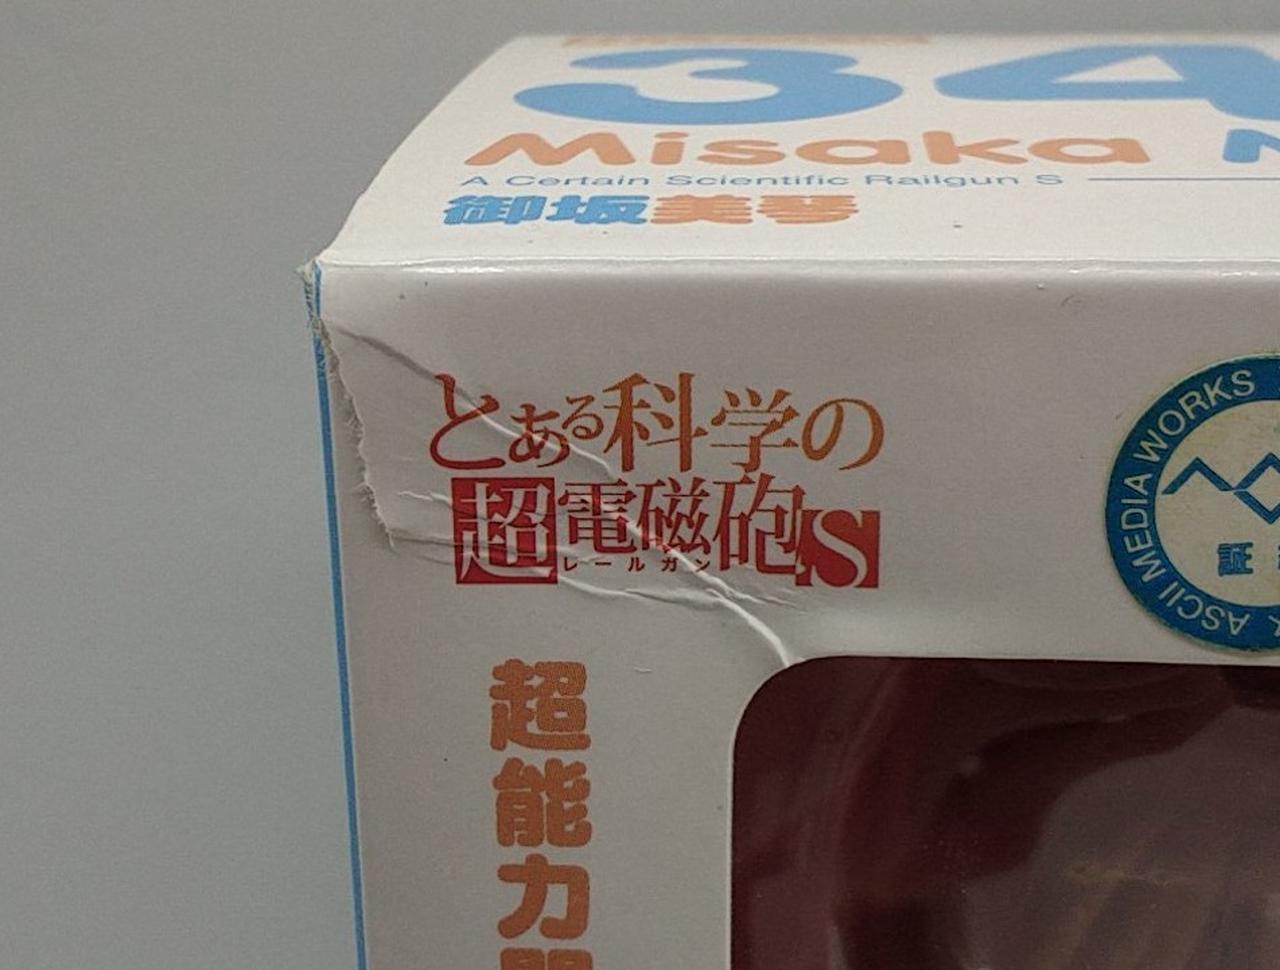 34
Misaka
A Certain Scientific Railgun S
御坂美琴
とある科学の
超電磁砲S
レールガン
ASCII MEDIA WORKS
証
超能力